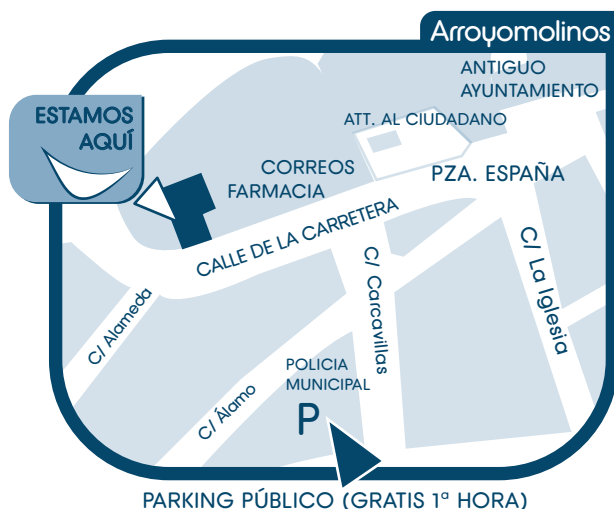 Arroyomolinos
ANTIGUO
AYUNTAMIENTO
ESTAMOS
AQUÍ
ATT. AL CIUDADANO
CORREOS
FARMACIA
PZA. ESPAÑA
CALLE DE LA CARRETERA
C/ La Iglesia
C/ Carcavillas
C/ Alameda
POLICIA
MUNICIPAL
C/ Álamo
P
PARKING PÚBLICO (GRATIS 1ª HORA)